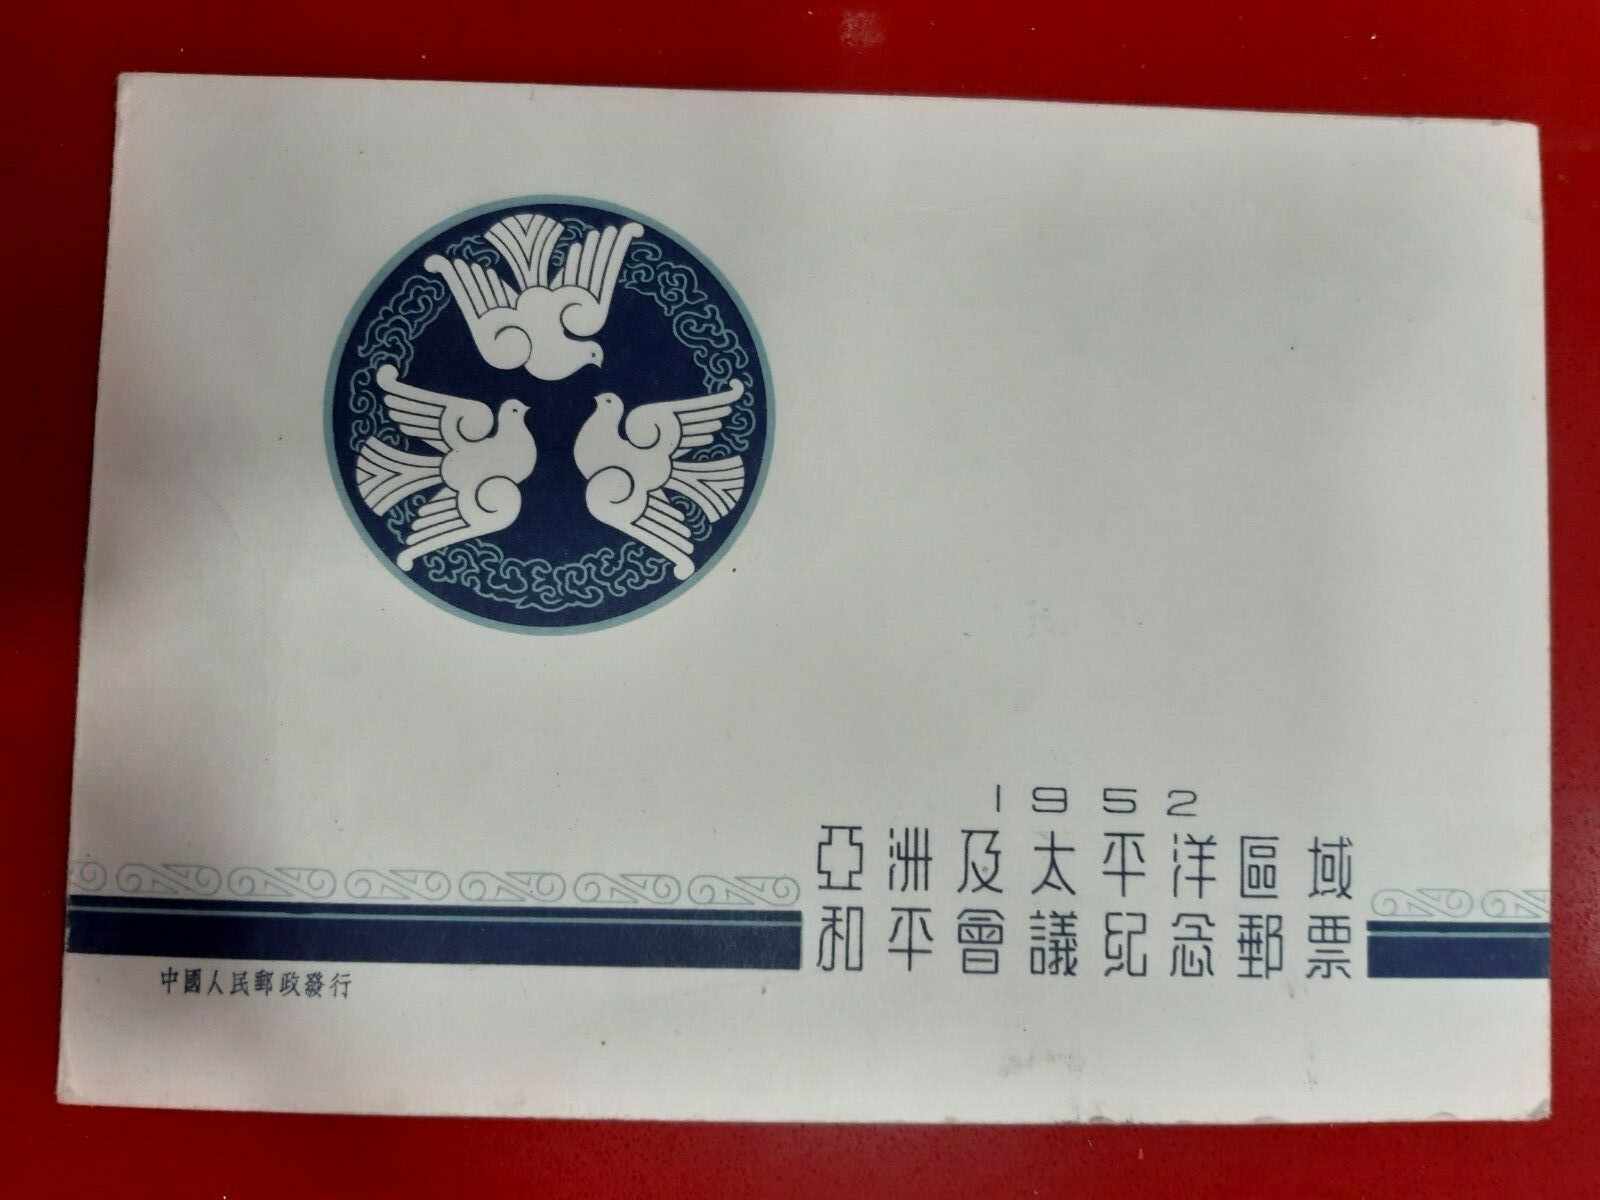 1952
亞洲及太平洋區域
和平會議紀念郵票
中國人民郵政發行